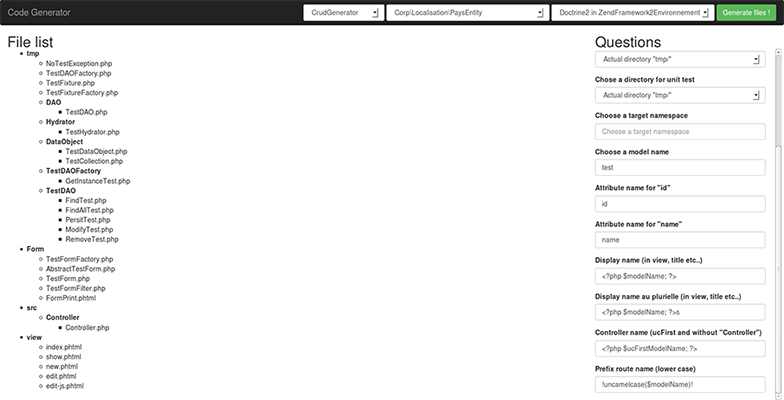 Code Generator
CrudGenerator
Corp\Localisation\PaysEntity
Doctrine2 in ZendFramework2Environnement
Generate files !
File list
tmp
NoTestException.php
TestDAOFactory.php
TestFixture.php
TestFixtureFactory.php
DAO
TestDAO.php
Hydrator
TestHydrator.php
DataObject
TestDataObject.php
TestCollection.php
TestDAOFactory
GetInstanceTest.php
TestDAO
FindTest.php
FindAllTest.php
PersitTest.php
ModifyTest.php
RemoveTest.php
Form
TestFormFactory.php
AbstractTestForm.php
TestForm.php
TestFormFilter.php
FormPrint.phtml
src
Controller
Controller.php
view
index.phtml
show.phtml
new.phtml
edit.phtml
edit-js.phtml
Questions
Actual directory "tmp/"
Chose a directory for unit test
Actual directory "tmp/"
Choose a target namespace
Choose a target namespace
Choose a model name
test
Attribute name for "id"
id
Attribute name for "name"
name
Display name (in view, title etc..)
<?php $modelName; ?>
Display name au plurielle (in view, title etc..)
<?php $modelName; ?>s
Controller name (ucFirst and without "Controller")
<?php $ucFirstModelName; ?>
Prefix route name (lower case)
!uncamelcase($modelName)!